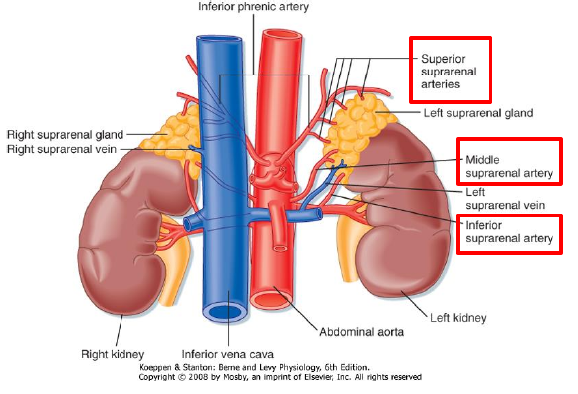 Inferior phrenic artery
Superior
suprarenal
arteries
Left suprarenal gland
Right suprarenal gland
Right suprarenal vein
Middle
suprarenal artery
Left
suprarenal vein
Inferior
suprarenal artery
Left kidney
Abdominal aorta
Right kidney
Inferior vena cava
Koeppen & Stanton: Berne and Levy Physiology, 6th Edition.
Copyright © 2008 by Mosby, an imprint of Elsevier, Inc. All rights reserved